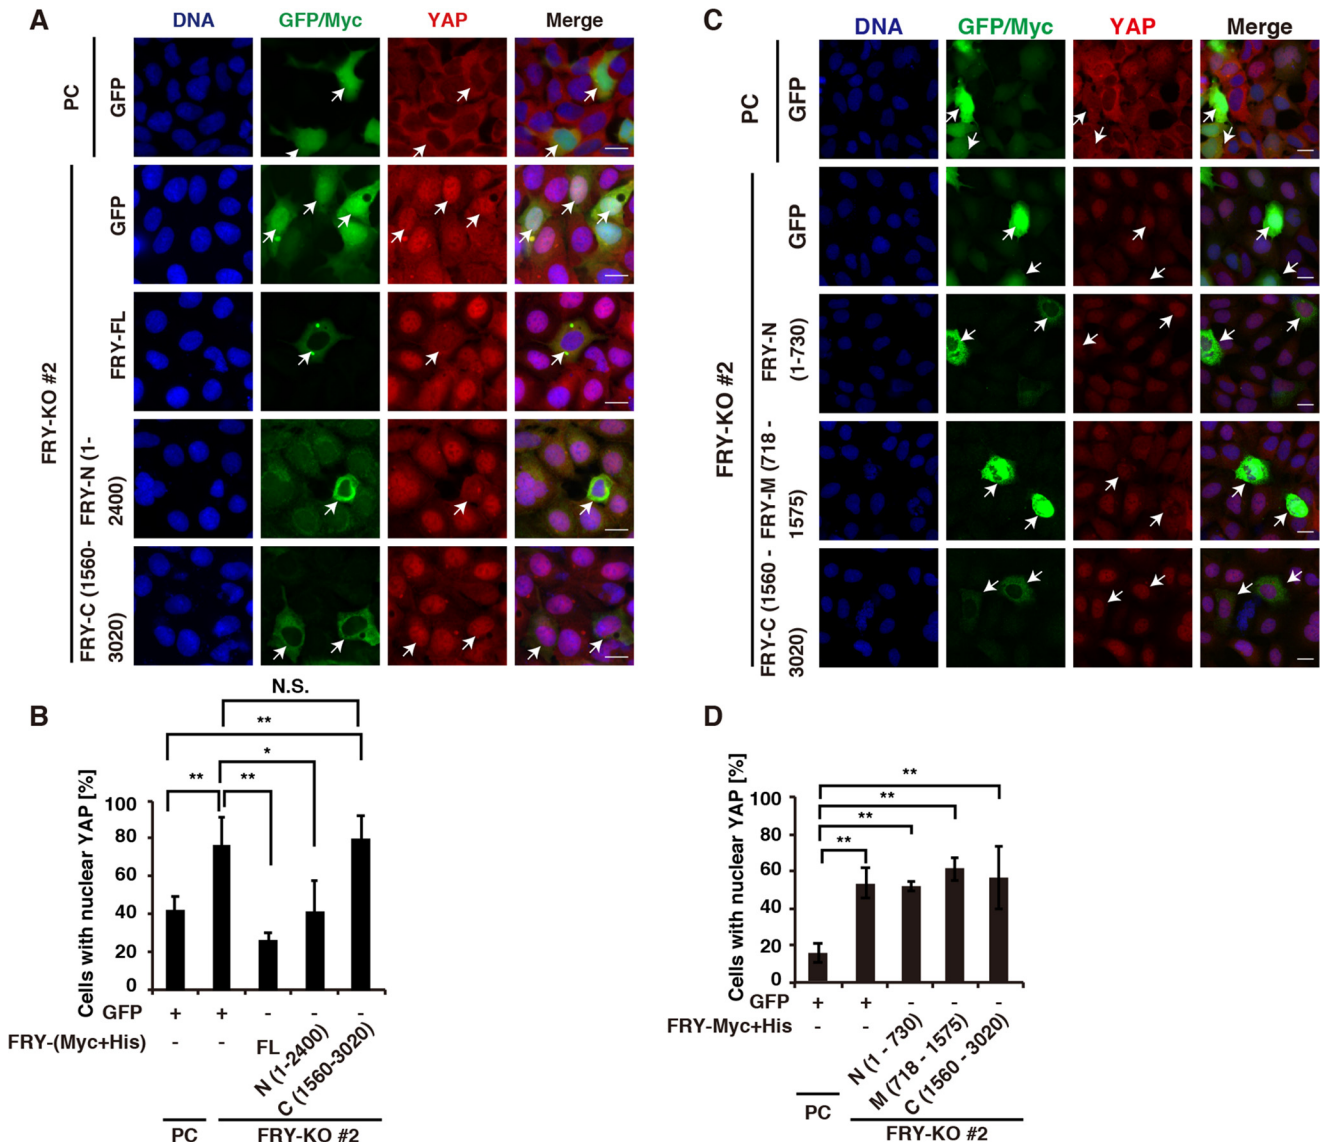 A
DNA GFP/Myc YAP Merge
PC
GFP
FRY-KO #2
GFP
FRY-FL
FRY-N (1-
2400)
FRY-C (1560-
3020)
C
DNA GFP/Myc YAP Merge
PC
GFP
FRY-KO #2
GFP
FRY-N
(1-730)
FRY-M (718 -
1575)
FRY-C (1560 -
3020)
B
N.S.
**
*
** **
Cells with nuclear YAP [%]
100
80
60
40
20
0
GFP + + - - -
FRY-(Myc+His) - - FL N (1-2400) C (1560-3020)
PC FRY-KO #2
D
**
**
**
**
Cells with nuclear YAP [%]
100
80
60
40
20
0
GFP + + - - -
FRY-Myc+His - - N (1 - 730) M (718 - 1575) C (1560 - 3020)
PC FRY-KO #2